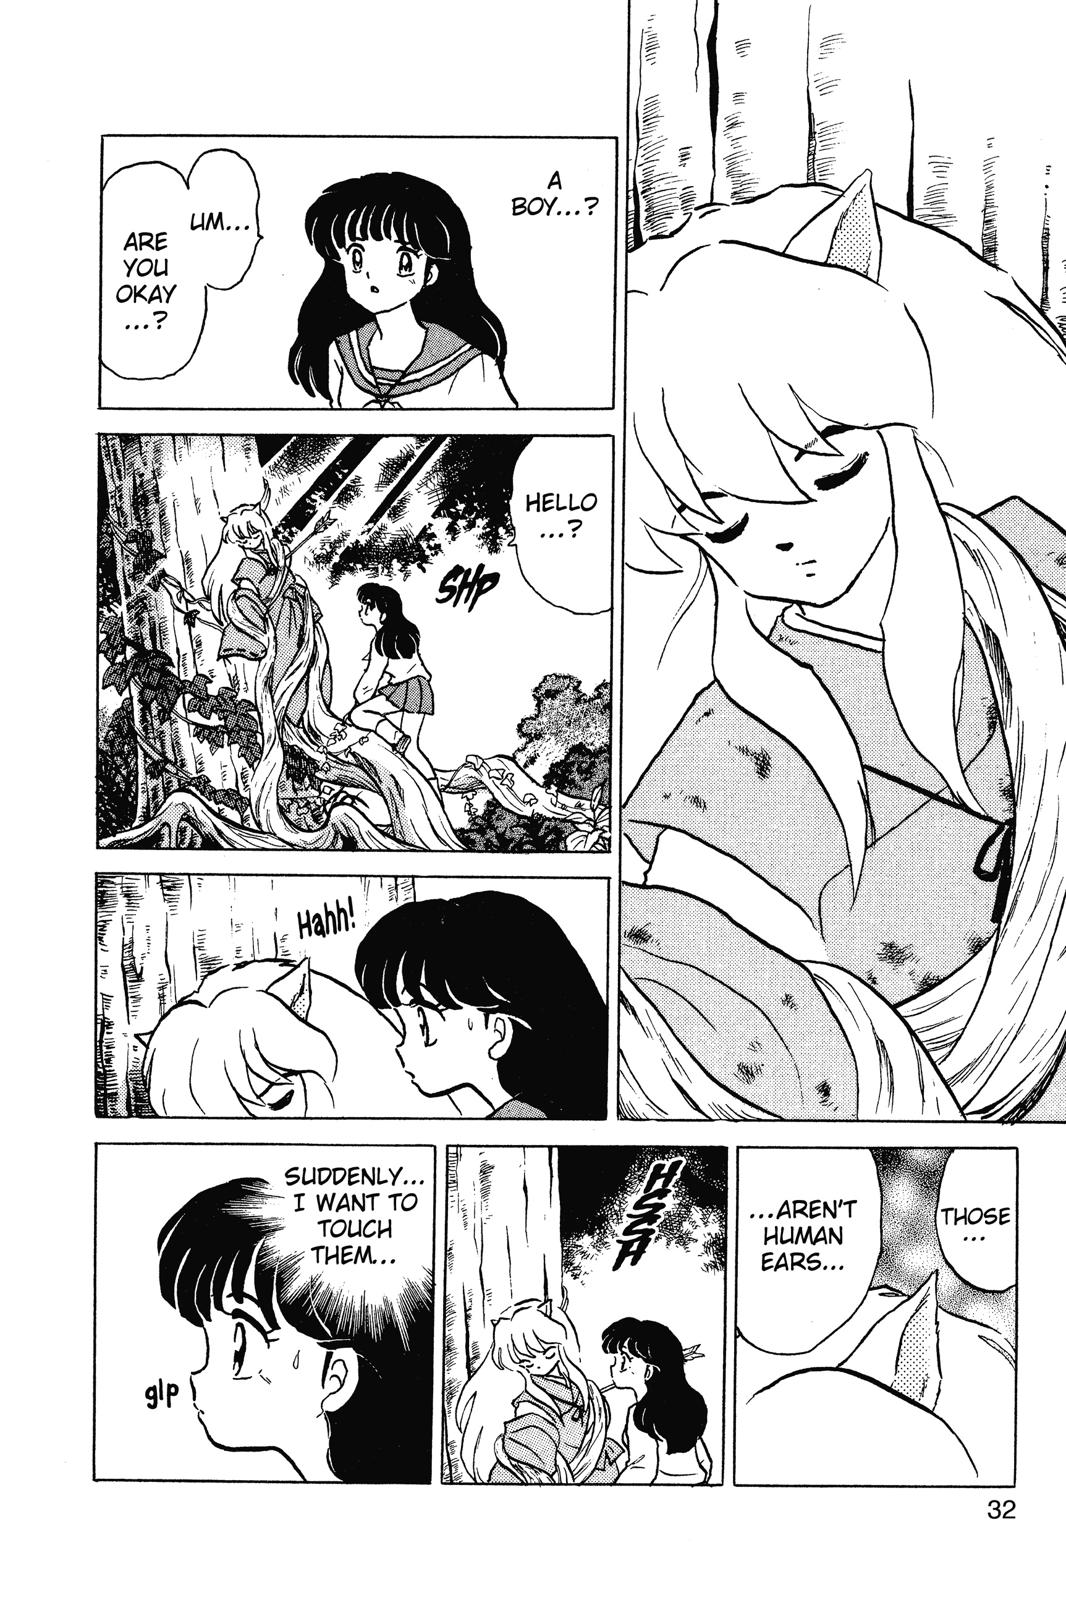 A
BOY...?
UM...
ARE
YOU
OKAY
...?
HELLO
...?
SHP
Hahh!
THOSE
...
...AREN'T
HUMAN
EARS...
HSSH
SUDDENLY...
I WANT TO
TOUCH
THEM...
glp
32